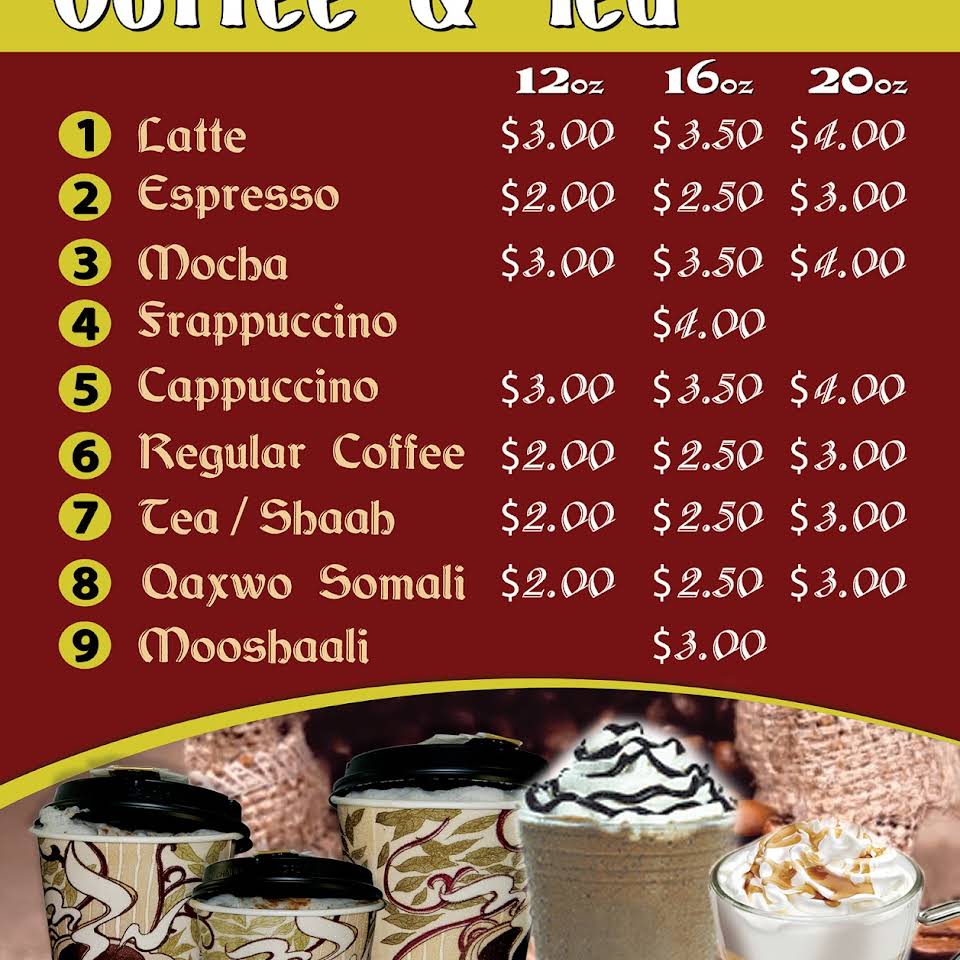 Coffee & Tea
12oz 16oz 20oz
1 Latte $3.00 $3.50 $4.00
2 Espresso $2.00 $2.50 $3.00
3 Mocha $3.00 $3.50 $4.00
4 Frappuccino $4.00
5 Cappuccino $3.00 $3.50 $4.00
6 Regular Coffee $2.00 $2.50 $3.00
7 Tea / Shaah $2.00 $2.50 $3.00
8 Qaxwo Somali $2.00 $2.50 $3.00
9 Mooshaali $3.00